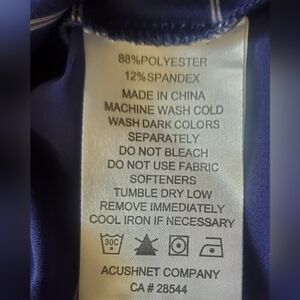 88%POLYESTER
12%SPANDEX
MADE IN CHINA
MACHINE WASH COLD
WASH DARK COLORS
SEPARATELY
DO NOT BLEACH
DO NOT USE FABRIC
SOFTENERS
TUMBLE DRY LOW
REMOVE IMMEDIATELY
COOL IRON IF NECESSARY
30C
ACUSHNET COMPANY
CA # 28544